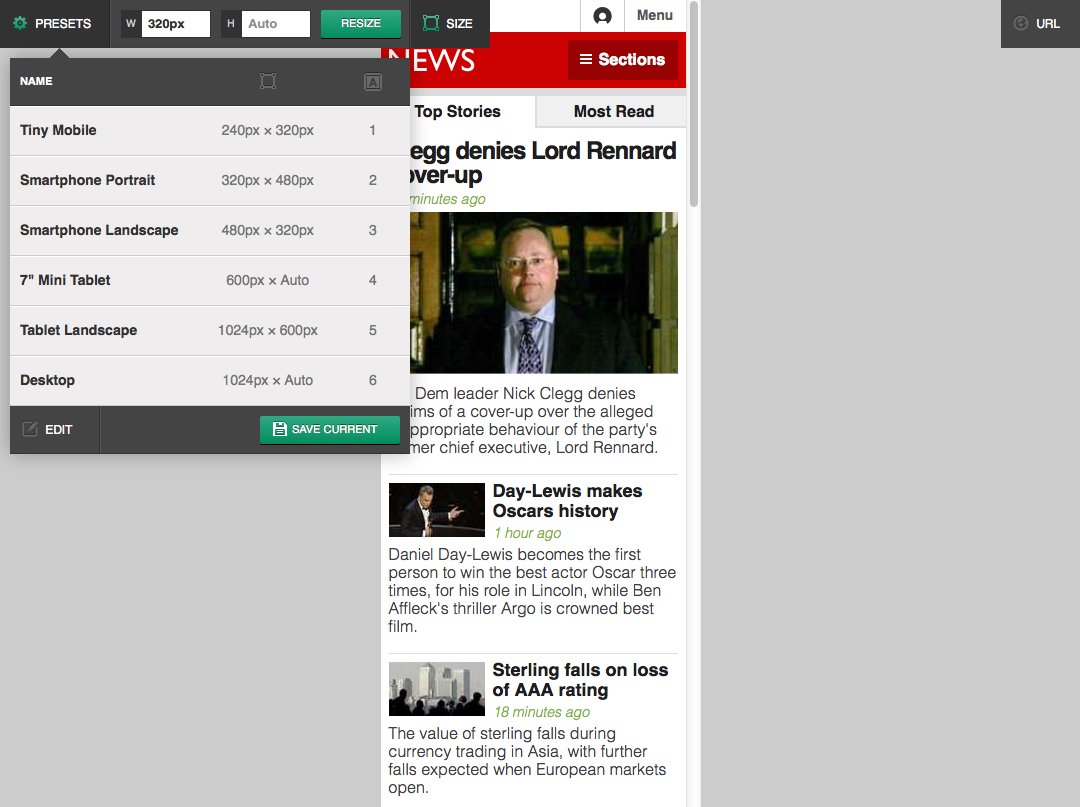 PRESETS
W 320px H Auto RESIZE
SIZE
Menu
URL
NEWS
Sections
NAME A
Tiny Mobile 240px × 320px 1
Smartphone Portrait 320px × 480px 2
Smartphone Landscape 480px × 320px 3
7" Mini Tablet 600px × Auto 4
Tablet Landscape 1024px × 600px 5
Desktop 1024px × Auto 6
EDIT SAVE CURRENT
Top Stories Most Read
legg denies Lord Rennard
over-up
minutes ago
Dem leader Nick Clegg denies
ims of a cover-up over the alleged
ppropriate behaviour of the party's
mer chief executive, Lord Rennard.
Day-Lewis makes
Oscars history
1 hour ago
Daniel Day-Lewis becomes the first
person to win the best actor Oscar three
times, for his role in Lincoln, while Ben
Affleck's thriller Argo is crowned best
film.
Sterling falls on loss
of AAA rating
18 minutes ago
The value of sterling falls during
currency trading in Asia, with further
falls expected when European markets
open.